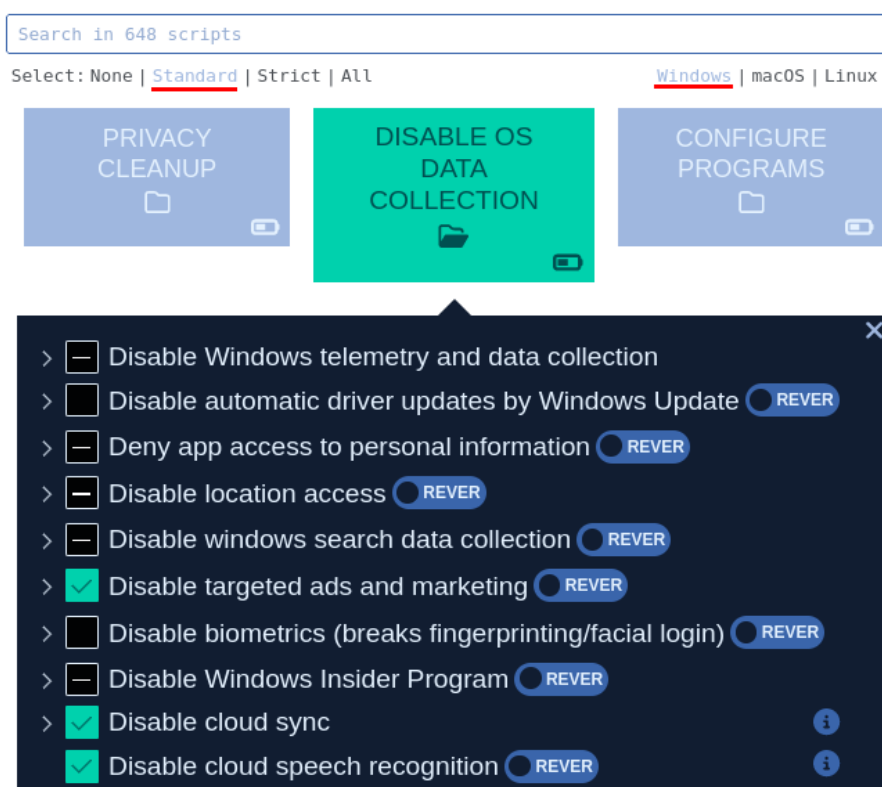 Search in 648 scripts
Select: None | Standard | Strict | All
Windows | macOS | Linux
PRIVACY
CLEANUP
DISABLE OS
DATA
COLLECTION
CONFIGURE
PROGRAMS
Disable Windows telemetry and data collection
Disable automatic driver updates by Windows Update REVER
Deny app access to personal information REVER
Disable location access REVER
Disable windows search data collection REVER
Disable targeted ads and marketing REVER
Disable biometrics (breaks fingerprinting/facial login) REVER
Disable Windows Insider Program REVER
Disable cloud sync
Disable cloud speech recognition REVER